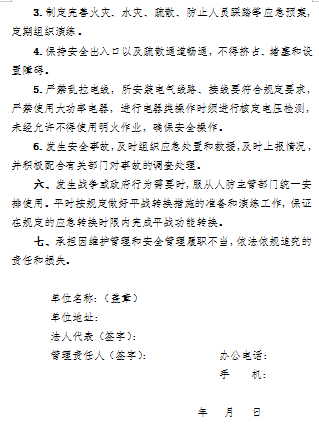 3. 制定完善火灾、水灾、疏散、防止人员踩踏等应急预案，
定期组织演练。
4. 保持安全出入口以及疏散通道畅通，不得挤占、堵塞和设
置障碍。
5. 严禁乱拉电线，所安装电气线路、接线要符合规定要求，
严禁使用大功率电器，进行电器类操作时须进行核定电压检测，
未经允许不得使用明火作业，确保安全操作。
6. 发生安全事故，及时组织应急处置和救援，及时上报情况，
并积极配合有关部门对事故的调查处理。
六、发生战争或政府行为需要时，服从人防主管部门统一安
排使用。平时按规定做好平战转换措施的准备和演练工作，保证
在规定的应急转换时限内完成平战功能转换。
七、承担因维护管理和安全管理履职不当，依法依规追究的
责任和损失。
单位名称：（盖章）
单位地址：
法人代表（签字）：
管理责任人（签字）： 办公电话：
手 机：
年 月 日